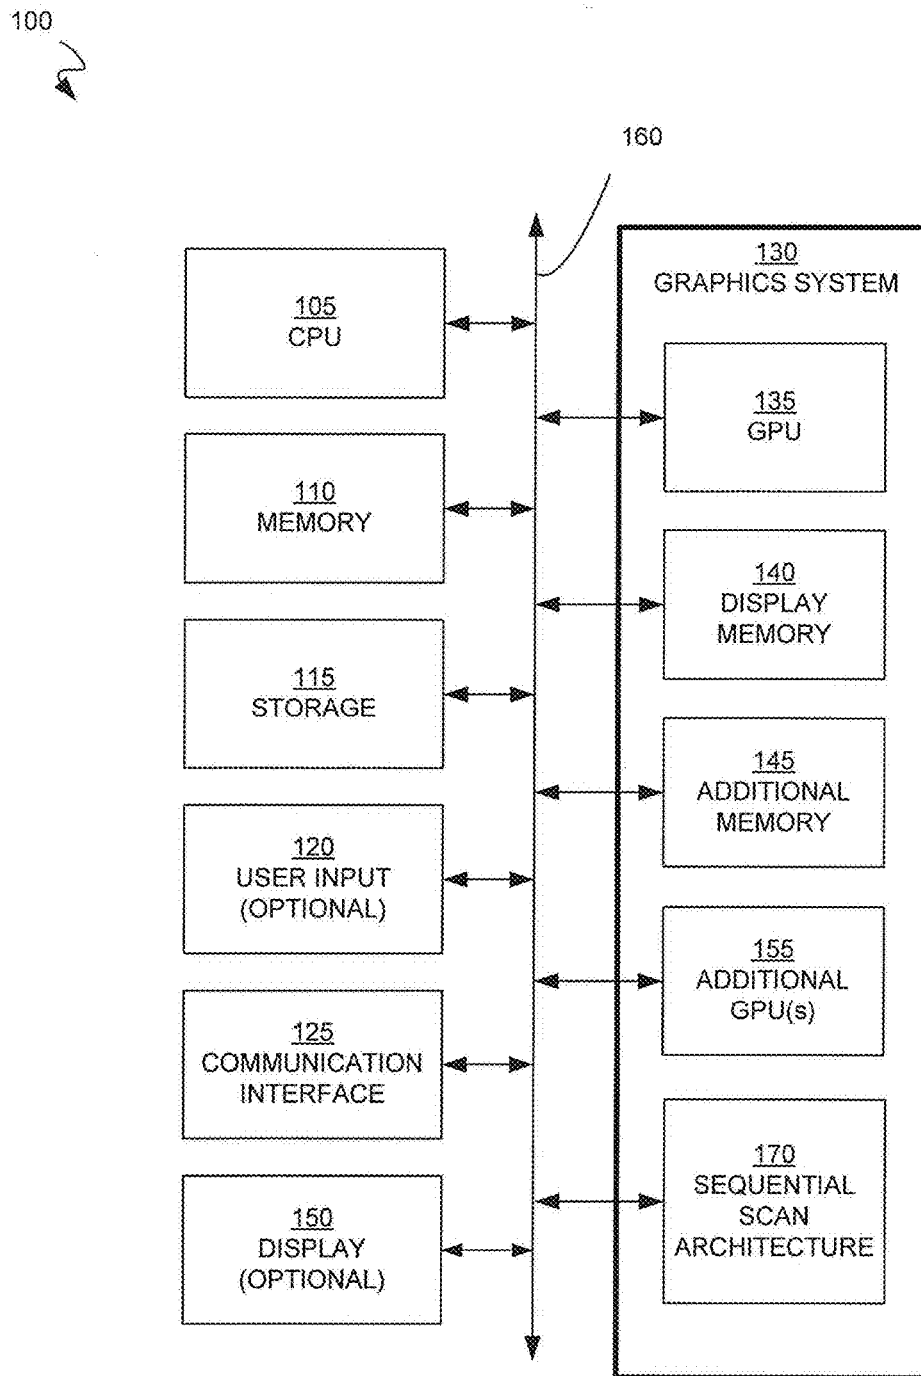 100
160
105
CPU
110
MEMORY
115
STORAGE
120
USER INPUT
(OPTIONAL)
125
COMMUNICATION
INTERFACE
150
DISPLAY
(OPTIONAL)
130
GRAPHICS SYSTEM
135
GPU
140
DISPLAY
MEMORY
145
ADDITIONAL
MEMORY
155
ADDITIONAL
GPU(s)
170
SEQUENTIAL
SCAN
ARCHITECTURE